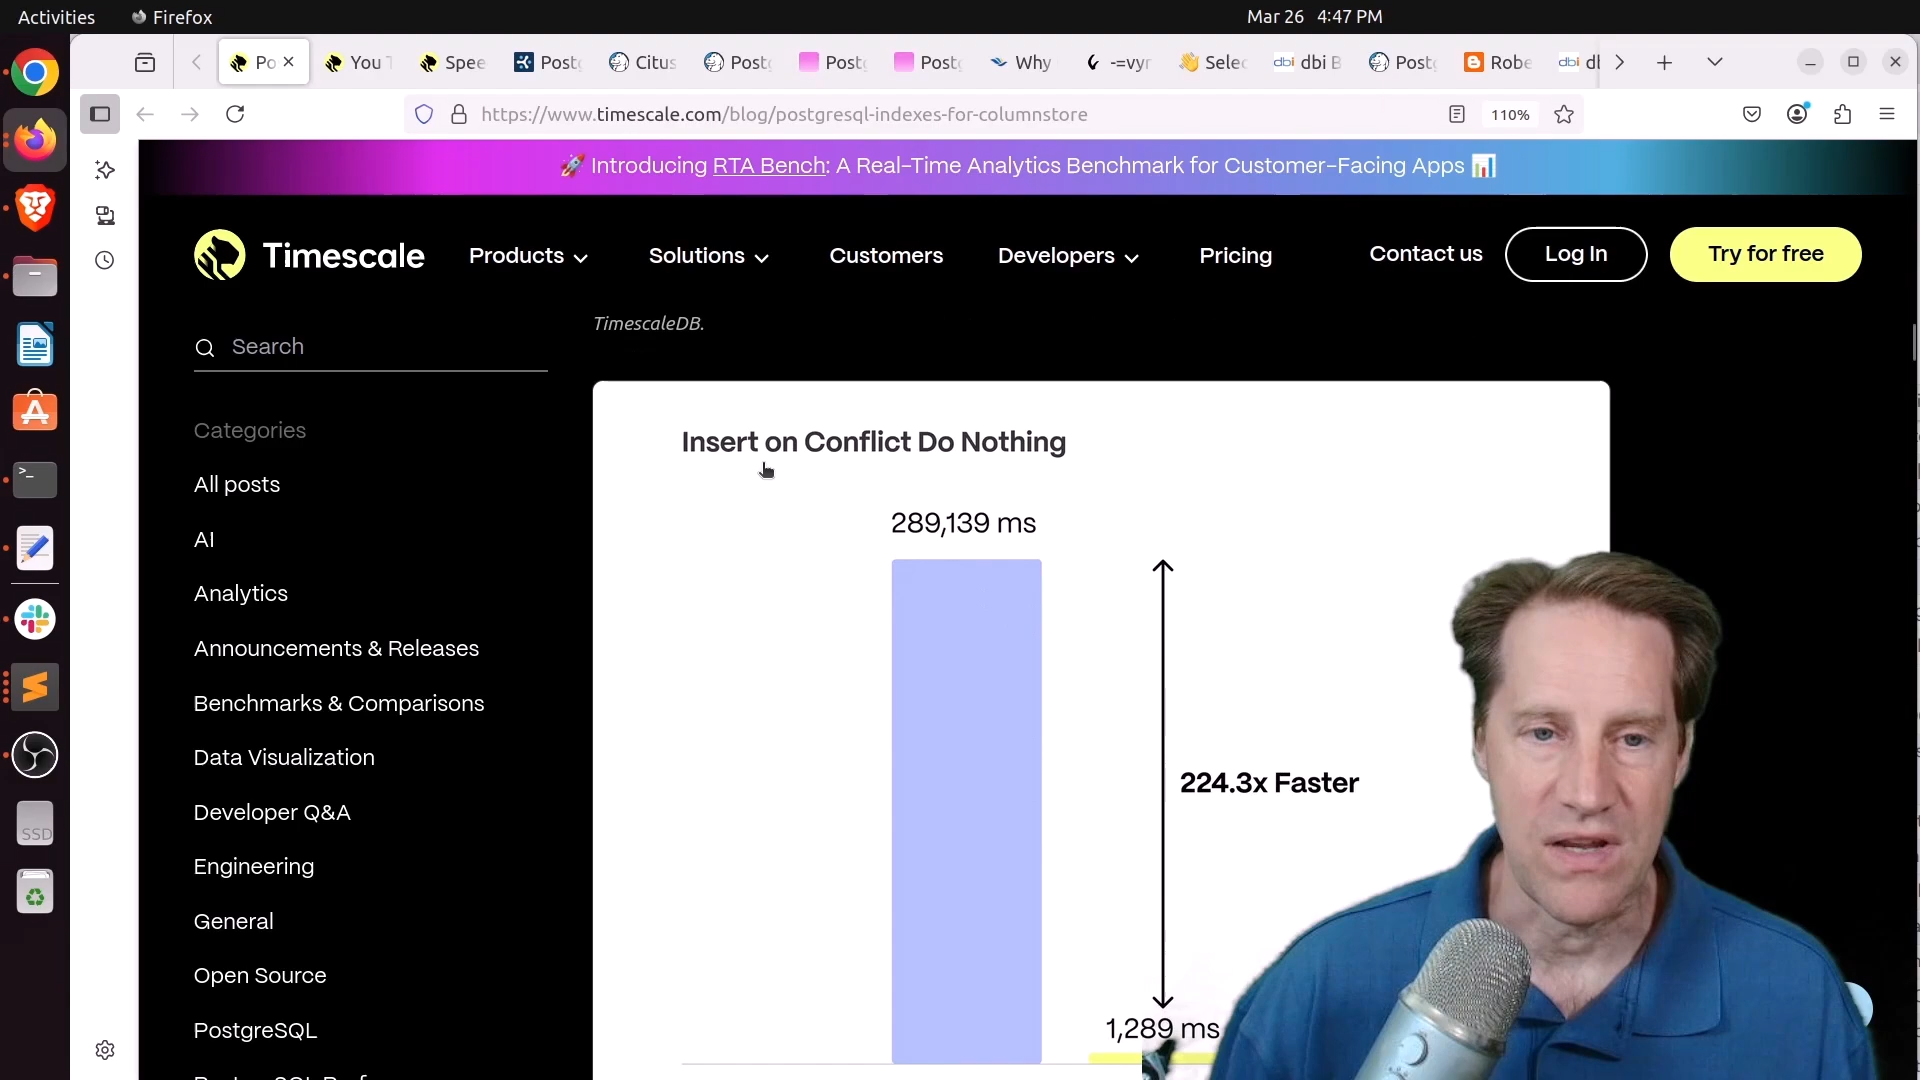 Activities
Firefox
Mar 26 4:47 PM
Po
You
Spee
Post
Citus
Post
Post
Post
Why
-=vyr
Selec
dbi B
Post
Robe
dbi
https://www.timescale.com/blog/postgresql-indexes-for-columnstore
110%
🚀 Introducing RTA Bench: A Real-Time Analytics Benchmark for Customer-Facing Apps 📊
Timescale
Products
Solutions
Customers
Developers
Pricing
Contact us
Log In
Try for free
Search
Categories
All posts
AI
Analytics
Announcements & Releases
Benchmarks & Comparisons
Data Visualization
Developer Q&A
Engineering
General
Open Source
PostgreSQL
TimescaleDB.
Insert on Conflict Do Nothing
289,139 ms
224.3x Faster
1,289 ms
SSD